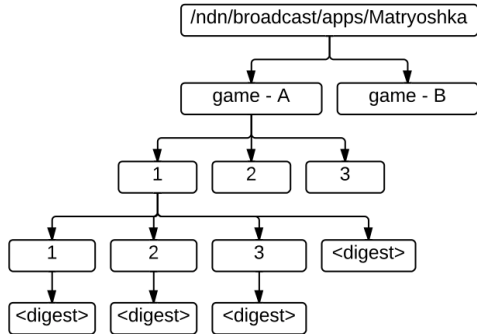 /ndn/broadcast/apps/Matryoshka
game - A
game - B
1
2
3
1
2
3
<digest>
<digest>
<digest>
<digest>